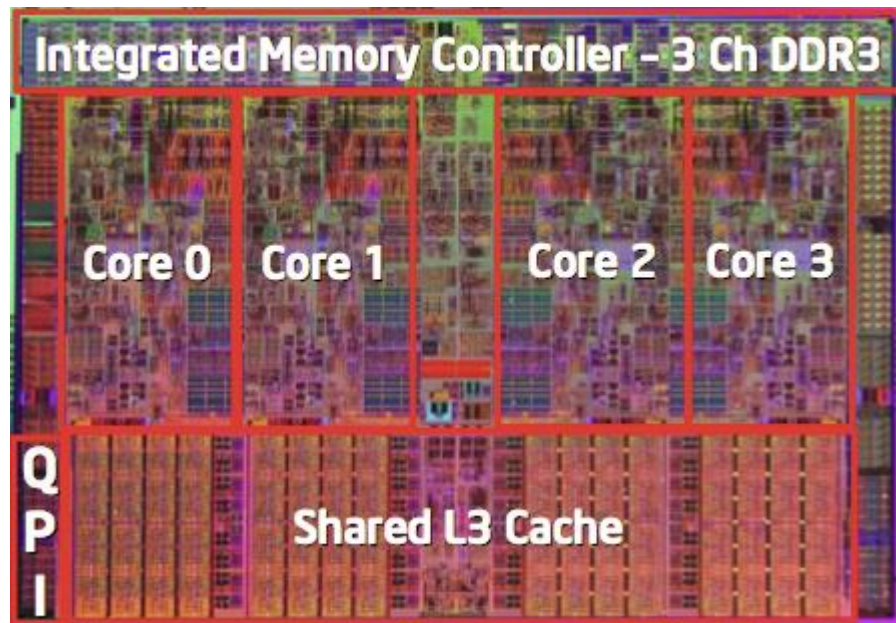 Integrated Memory Controller – 3 Ch DDR3
Core 0
Core 1
Core 2
Core 3
Q
P
I
Shared L3 Cache